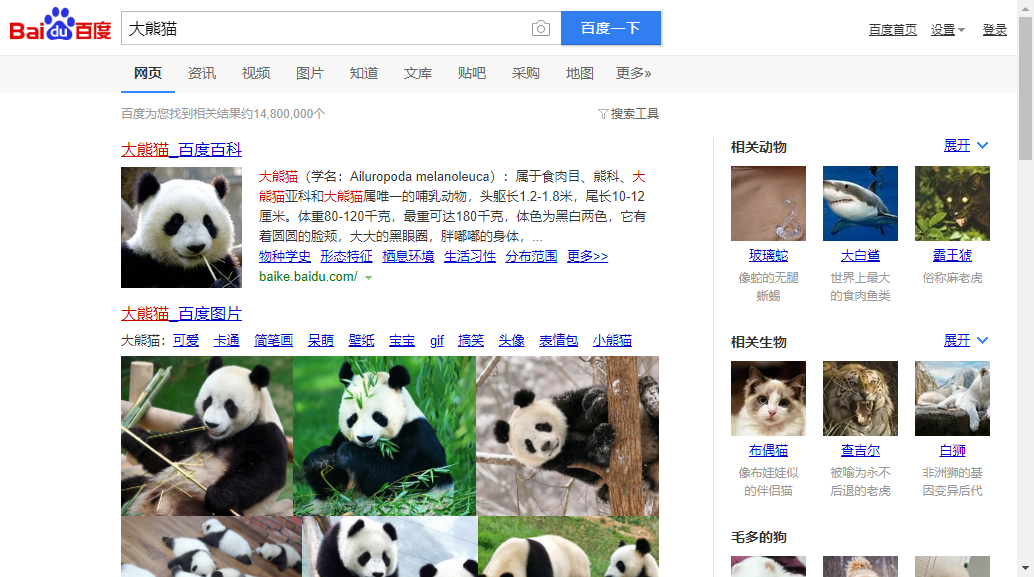 Bai du 百度
大熊猫
百度一下
百度首页 设置 登录
网页 资讯 视频 图片 知道 文库 贴吧 采购 地图 更多»
百度为您找到相关结果约14,800,000个
搜索工具
大熊猫_百度百科
大熊猫（学名：Ailuropoda melanoleuca）：属于食肉目、熊科、大
熊猫亚科和大熊猫属唯一的哺乳动物，头躯长1.2-1.8米，尾长10-12
厘米。体重80-120千克，最重可达180千克，体色为黑白两色，它有
着圆圆的脸颊，大大的黑眼圈，胖嘟嘟的身体，...
物种学史 形态特征 栖息环境 生活习性 分布范围 更多>>
baike.baidu.com/
大熊猫_百度图片
大熊猫: 可爱 卡通 简笔画 呆萌 壁纸 宝宝 gif 搞笑 头像 表情包 小熊猫
相关动物
展开
玻璃蛇 大白鲨 霸王猇
像蛇的无腿 世界上最大 俗称麻老虎
蜥蜴 的食肉鱼类
相关生物
展开
布偶猫 查吉尔 白狮
像布娃娃似 被喻为永不 非洲狮的基
的伴侣猫 后退的老虎 因变异后代
毛多的狗